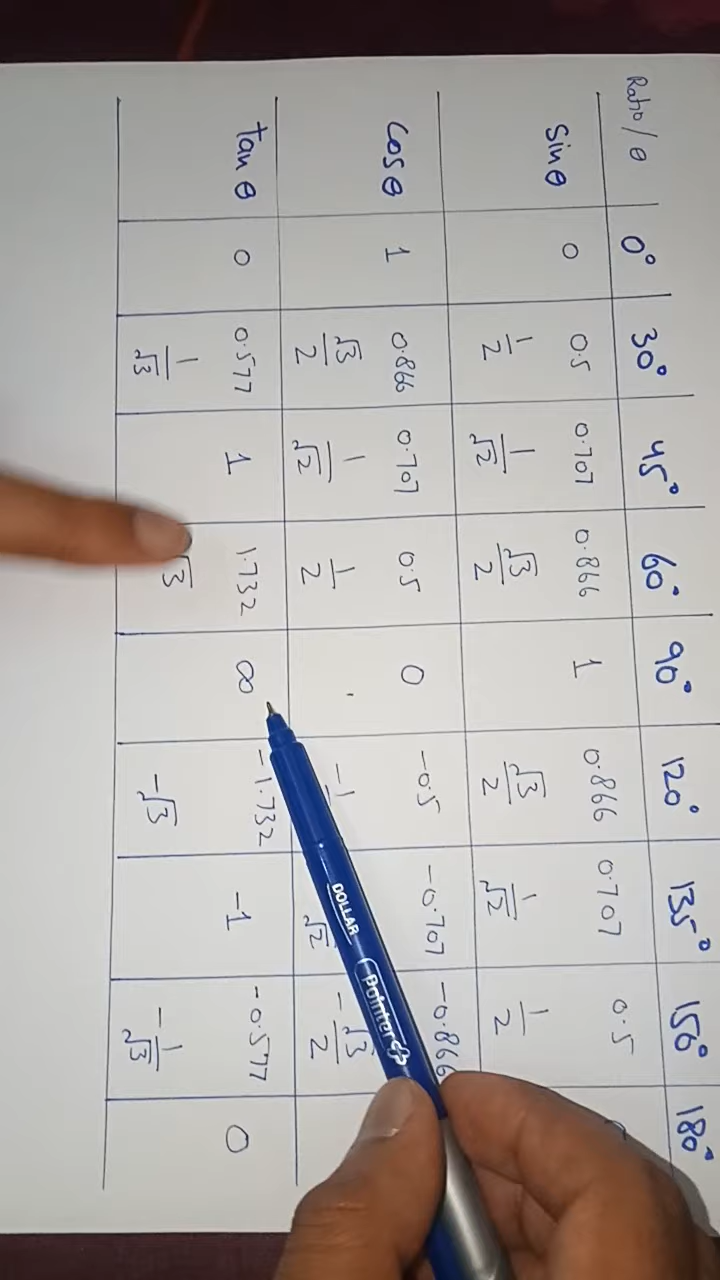 Ratio/θ 0° 30° 45° 60° 90° 120° 135° 150° 180°
sinθ 0 0.5 0.707 0.866 1 0.866 0.707 0.5
1/2 1/√2 √3/2 √3/2 1/√2 1/2
cosθ 1 0.866 0.707 0.5 0 -0.5 -0.707 -0.866
√3/2 1/√2 1/2 √2 -√3/2
tanθ 0 0.577 1 1.732 ∞ -1.732 -1 -0.577 0
1/√3 √3 -√3 -1/√3
DOLLAR Pointer